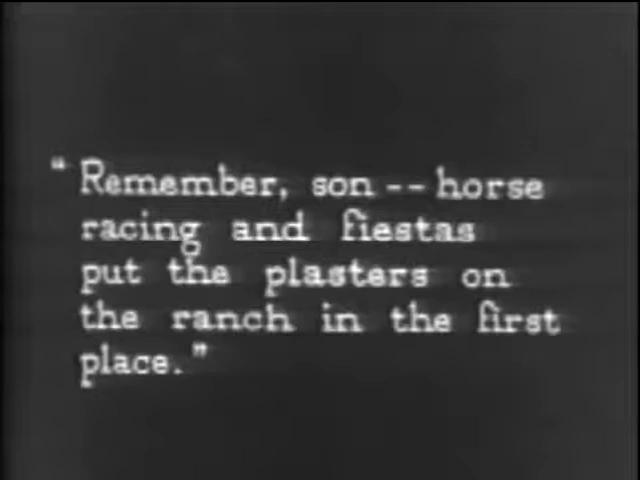 "Remember, son -- horse
racing and fiestas
put the plasters on
the ranch in the first
place."